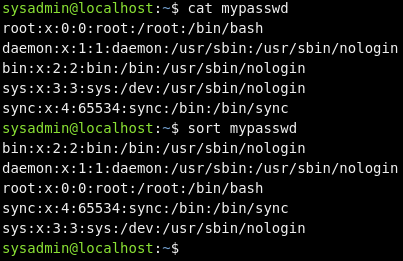 sysadmin@localhost:~$ cat mypasswd
root:x:0:0:root:/root:/bin/bash
daemon:x:1:1:daemon:/usr/sbin:/usr/sbin/nologin
bin:x:2:2:bin:/bin:/usr/sbin/nologin
sys:x:3:3:sys:/dev:/usr/sbin/nologin
sync:x:4:65534:sync:/bin:/bin/sync
sysadmin@localhost:~$ sort mypasswd
bin:x:2:2:bin:/bin:/usr/sbin/nologin
daemon:x:1:1:daemon:/usr/sbin:/usr/sbin/nologin
root:x:0:0:root:/root:/bin/bash
sync:x:4:65534:sync:/bin:/bin/sync
sys:x:3:3:sys:/dev:/usr/sbin/nologin
sysadmin@localhost:~$